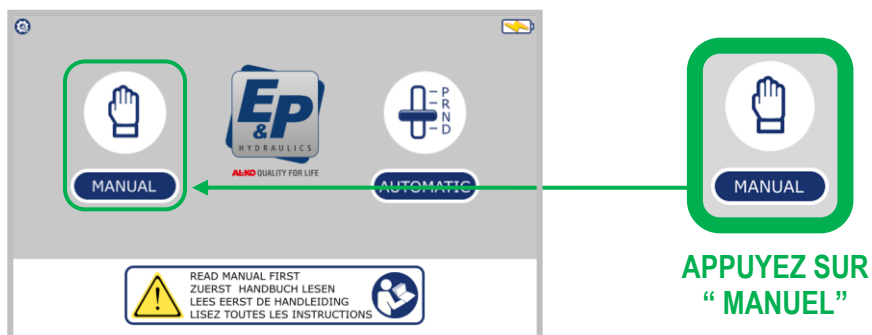 MANUAL
E&P
HYDRAULICS
AL-KO QUALITY FOR LIFE
P
R
N
D
AUTOMATIC
READ MANUAL FIRST
ZUERST HANDBUCH LESEN
LEES EERST DE HANDLEIDING
LISEZ TOUTES LES INSTRUCTIONS
MANUAL
APPUYEZ SUR
“ MANUEL”